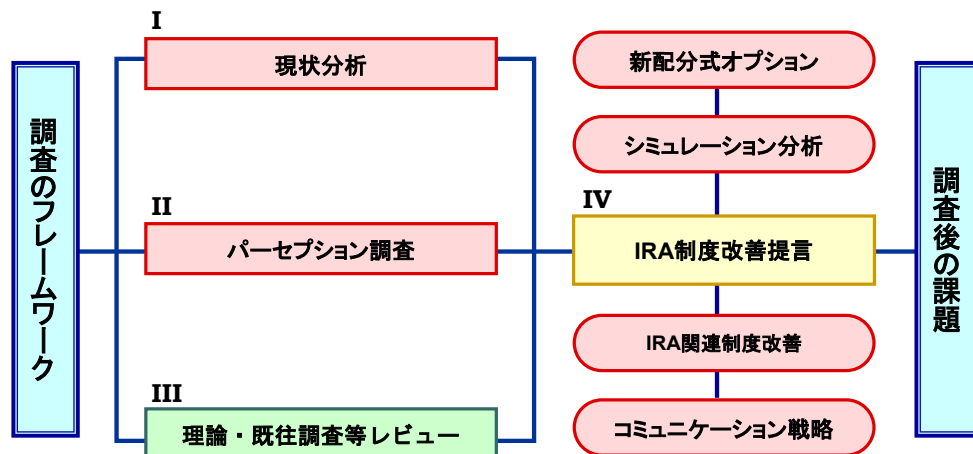 調査のフレームワーク
I
現状分析
II
パーセプション調査
III
理論・既往調査等レビュー
新配分式オプション
シミュレーション分析
IV
IRA制度改善提言
IRA関連制度改善
コミュニケーション戦略
調査後の課題